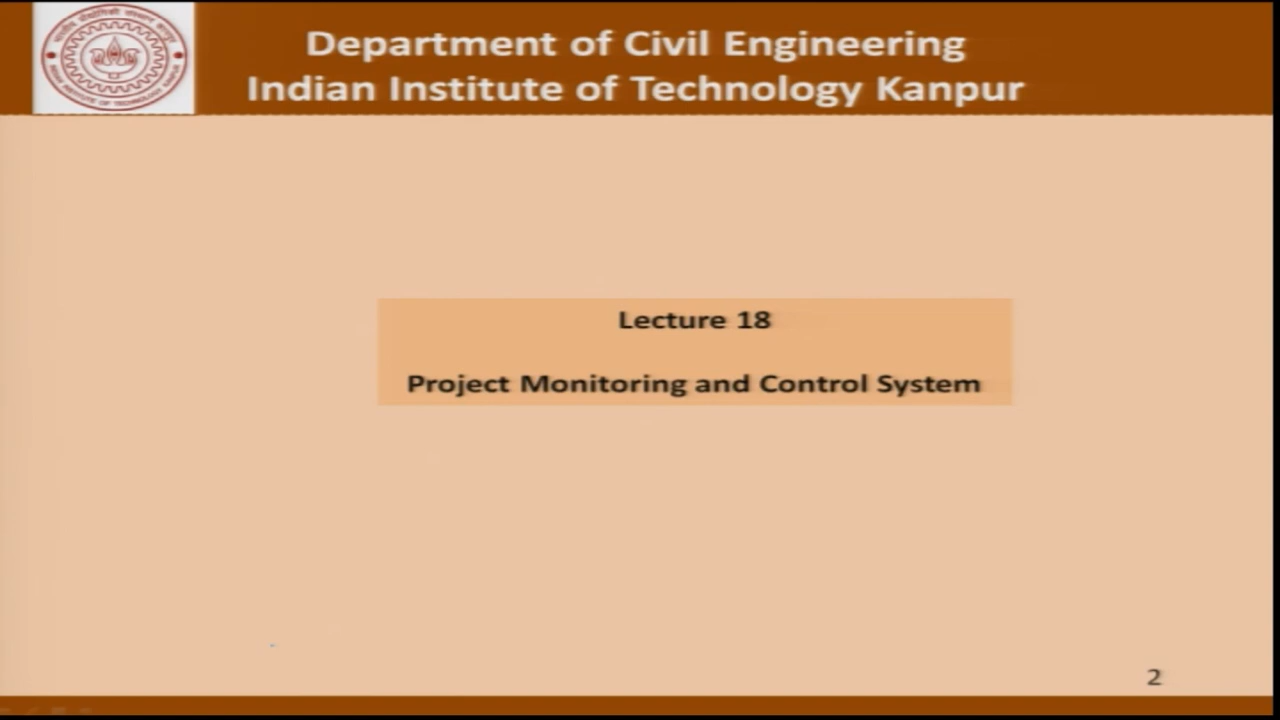 Department of Civil Engineering
Indian Institute of Technology Kanpur
Lecture 18
Project Monitoring and Control System
2